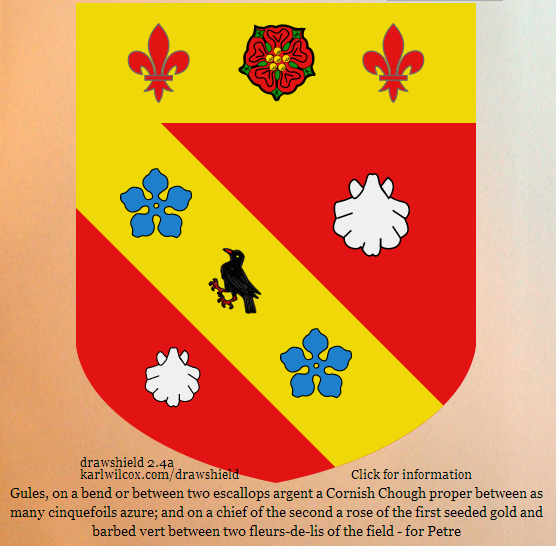 drawshield 2.4a
karlwilcox.com/drawshield
Click for information
Gules, on a bend or between two escallops argent a Cornish Chough proper between as
many cinquefoils azure; and on a chief of the second a rose of the first seeded gold and
barbed vert between two fleurs-de-lis of the field - for Petre